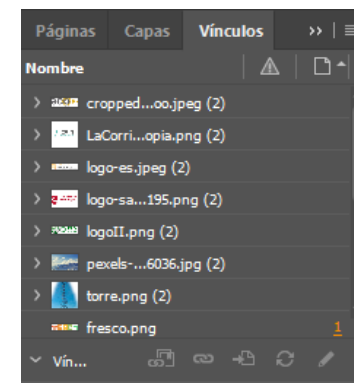 Páginas Capas Vínculos
Nombre
cropped...oo.jpeg (2)
LaCorri...opia.png (2)
logo-es.jpeg (2)
logo-sa...195.png (2)
logoII.png (2)
pexels-...6036.jpg (2)
torre.png (2)
fresco.png 1
Vín...